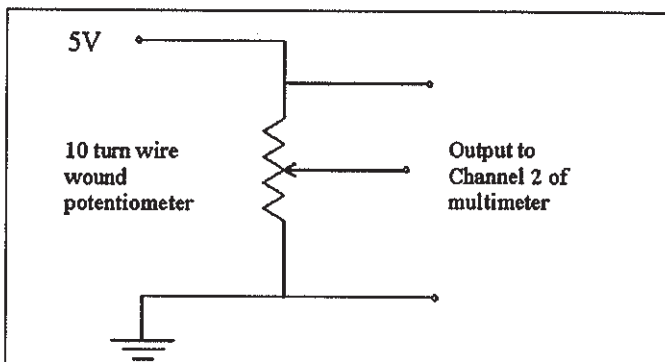 5V
10 turn wire
wound
potentiometer
Output to
Channel 2 of
multimeter